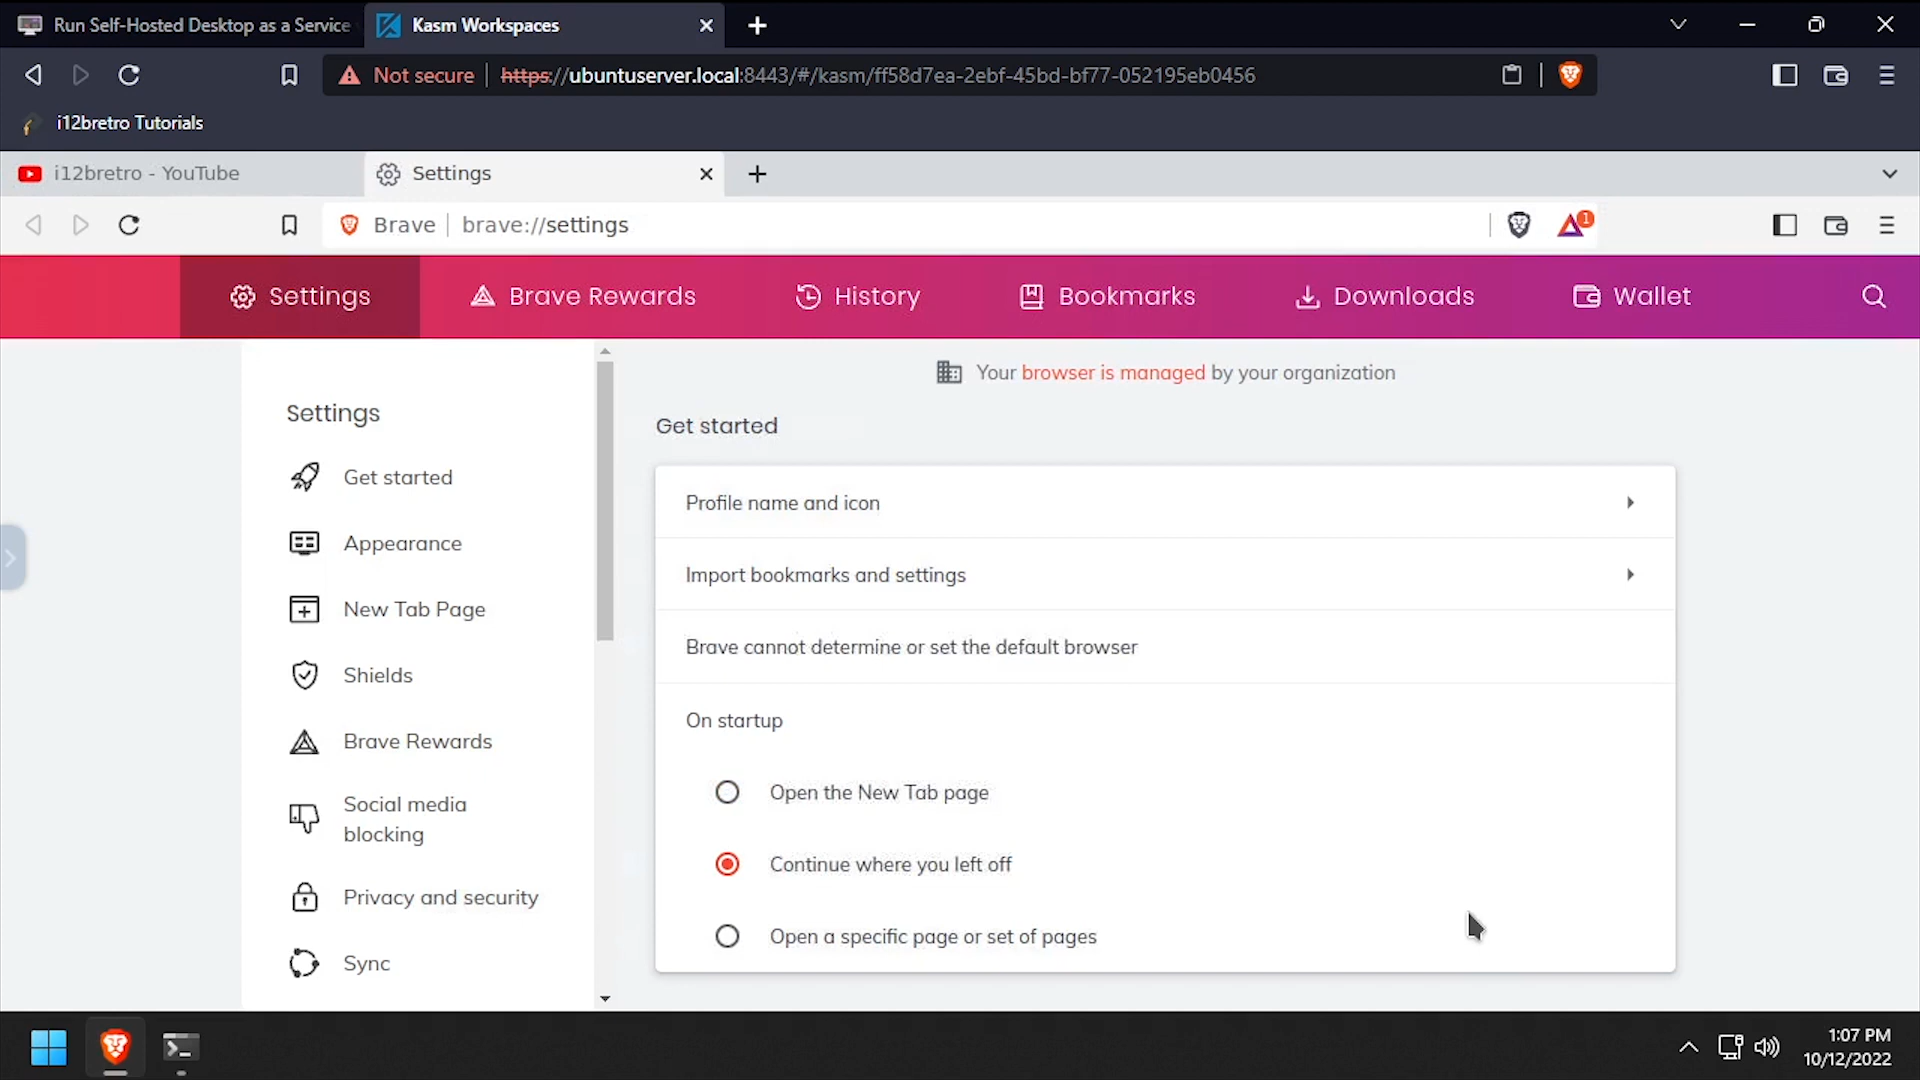 Run Self-Hosted Desktop as a Service
Kasm Workspaces
Not secure
https://ubuntuserver.local:8443/#/kasm/ff58d7ea-2ebf-45bd-bf77-052195eb0456
i12bretro Tutorials
i12bretro - YouTube
Settings
Brave
brave://settings
1
Settings
Brave Rewards
History
Bookmarks
Downloads
Wallet
Your browser is managed by your organization
Settings
Get started
Appearance
New Tab Page
Shields
Brave Rewards
Social media
blocking
Privacy and security
Sync
Get started
Profile name and icon
Import bookmarks and settings
Brave cannot determine or set the default browser
On startup
Open the New Tab page
Continue where you left off
Open a specific page or set of pages
1:07 PM
10/12/2022